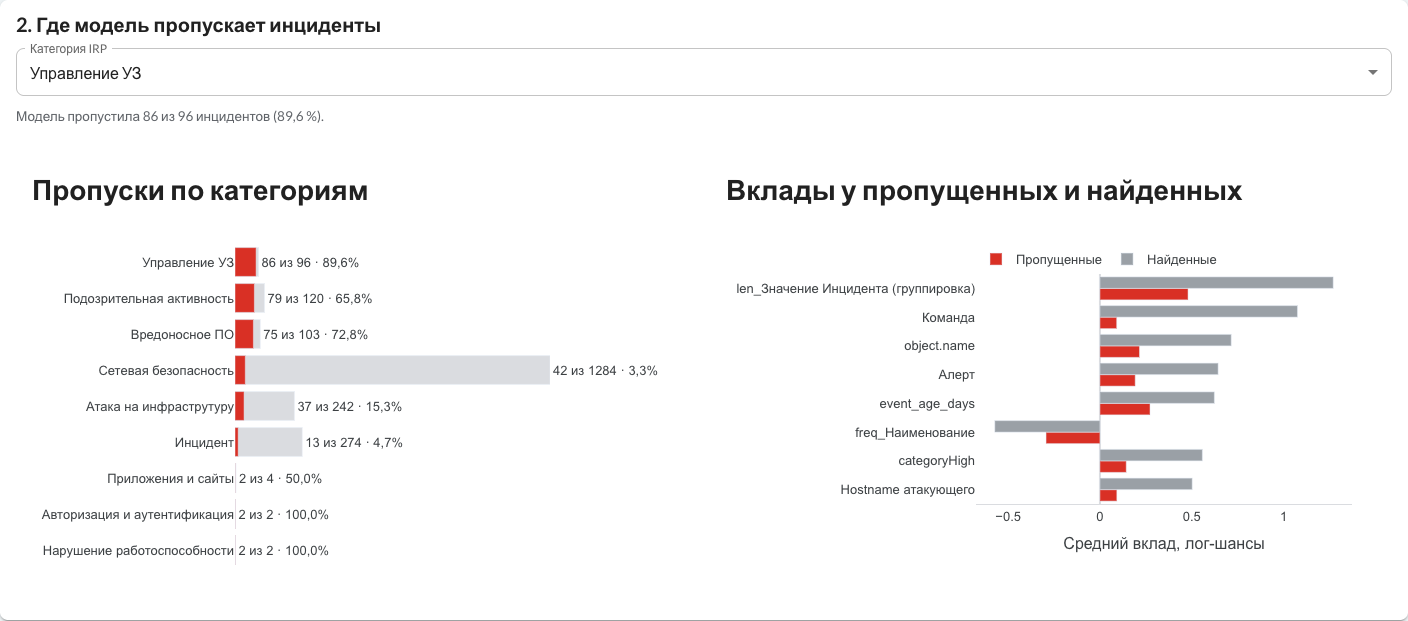 2. Где модель пропускает инциденты
Категория IRP
Управление УЗ
Модель пропустила 86 из 96 инцидентов (89,6 %).
Пропуски по категориям
Управление УЗ 86 из 96 · 89,6%
Подозрительная активность 79 из 120 · 65,8%
Вредоносное ПО 75 из 103 · 72,8%
Сетевая безопасность 42 из 1284 · 3,3%
Атака на инфраструтуру 37 из 242 · 15,3%
Инцидент 13 из 274 · 4,7%
Приложения и сайты 2 из 4 · 50,0%
Авторизация и аутентификация 2 из 2 · 100,0%
Нарушение работоспособности 2 из 2 · 100,0%
Вклады у пропущенных и найденных
Пропущенные Найденные
len_Значение Инцидента (группировка)
Команда
object.name
Алерт
event_age_days
freq_Наименование
categoryHigh
Hostname атакующего
−0.5 0 0.5 1
Средний вклад, лог-шансы